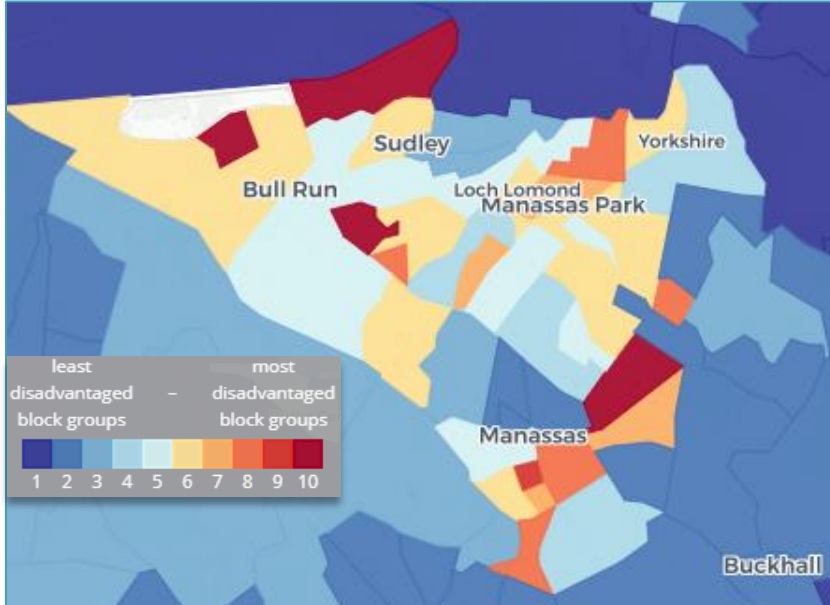 Sudley
Yorkshire
Bull Run
Loch Lomond
Manassas Park
least most
disadvantaged – disadvantaged
block groups block groups
1 2 3 4 5 6 7 8 9 10
Manassas
Buckhall